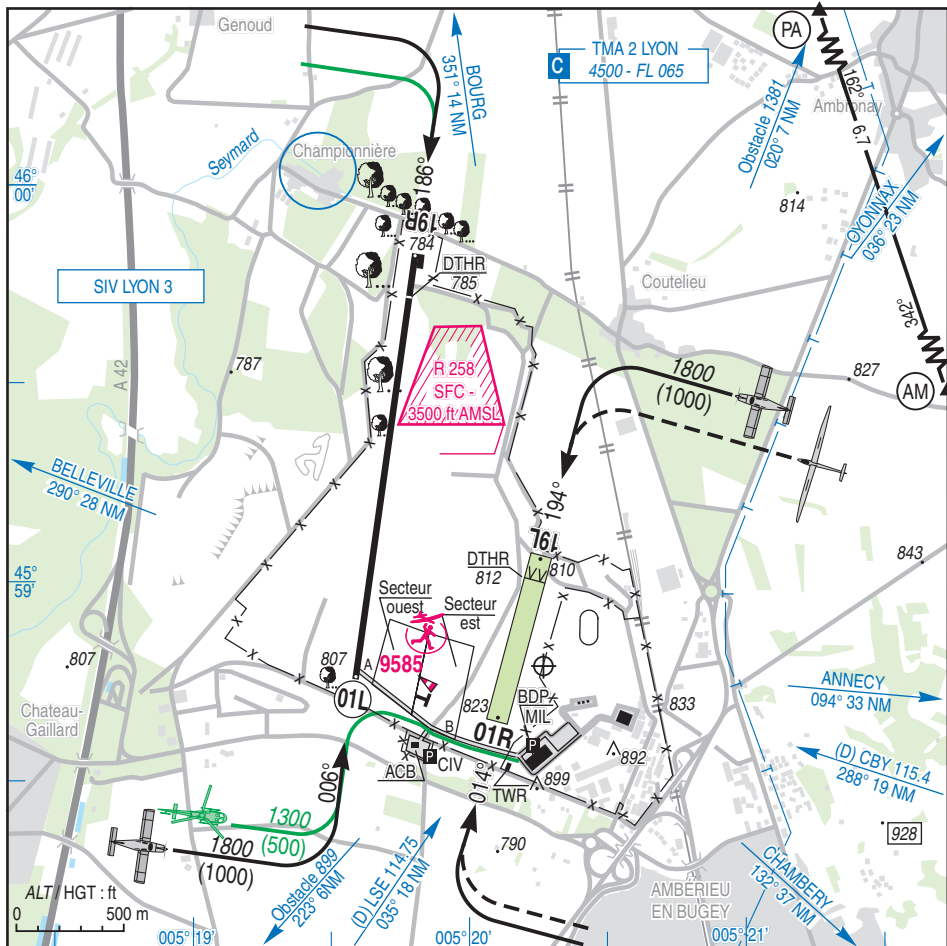 Genoud
BOURG
351° 14 NM
C
TMA 2 LYON
4500 - FL 065
PA
162°
6.7
342°
AM
Ambronay
Obstacle 1381
020° 7 NM
OYONNAX
036° 23 NM
814
Seymard
Championnière
46°
00'
186°
19R
784
DTHR
785
Coutelieu
SIV LYON 3
A 42
787
R 258
SFC -
3500 ft AMSL
1800
(1000)
827
BELLEVILLE
290° 28 NM
194°
19L
DTHR
812
810
843
45°
59'
Secteur
ouest
Secteur
est
9585
807
807
A
01L
T
823
B
01R
BDP
MIL
P
833
892
ANNECY
094° 33 NM
Chateau-
Gaillard
P
CIV
ACB
TWR
899
(D) CBY 115.4
288° 19 NM
006°
014°
1300
(500)
1800
(1000)
790
928
ALT / HGT : ft
0
500 m
Obstacle 899
223° 6NM
(D) LSE 114.75
035° 18 NM
AMBÉRIEU
EN BUGEY
CHAMBERY
132° 37 NM
005° 19'
005° 20'
005° 21'